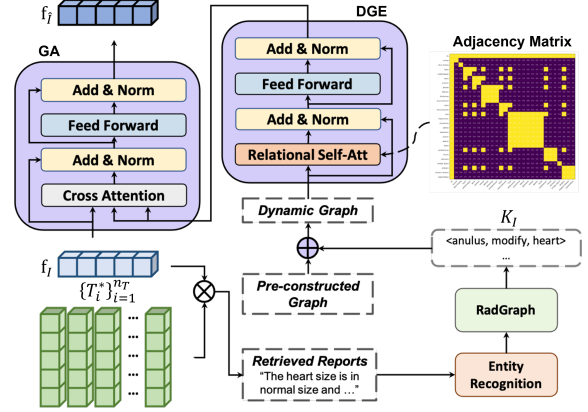 f_Î
GA
DGE
Add & Norm
Feed Forward
Add & Norm
Cross Attention
Add & Norm
Feed Forward
Add & Norm
Relational Self-Att
Adjacency Matrix
Dynamic Graph
K_I
<anulus, modify, heart>
...
f_I
{T_i^*}_{i=1}^{n_T}
Pre-constructed
Graph
RadGraph
Retrieved Reports
"The heart size is in
normal size and ..."
Entity
Recognition